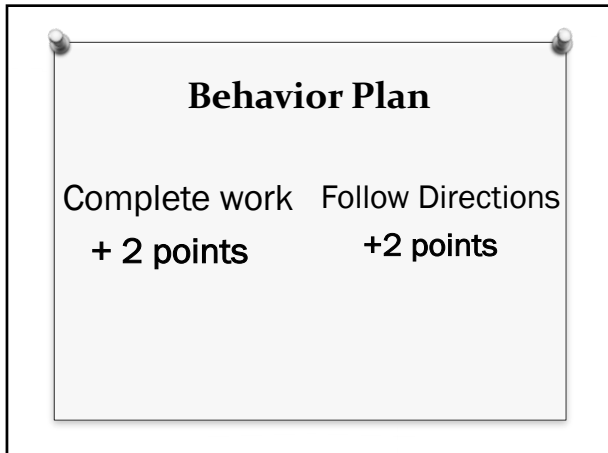 Behavior Plan
Complete work
+ 2 points
Follow Directions
+2 points